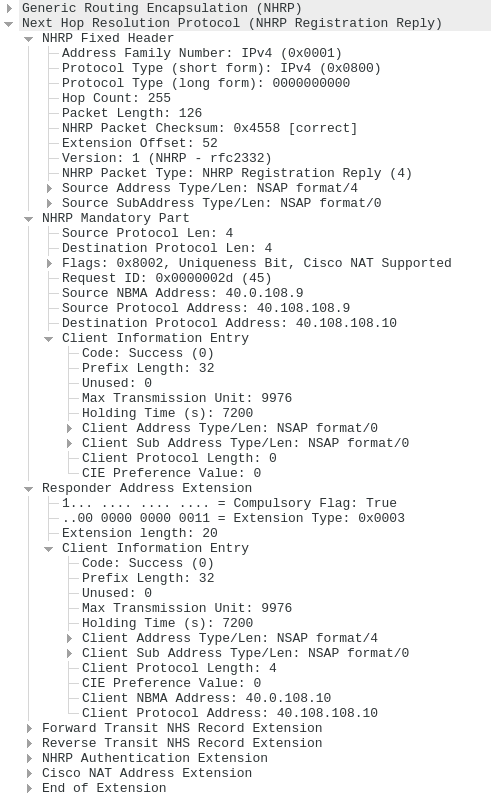 Generic Routing Encapsulation (NHRP)
Next Hop Resolution Protocol (NHRP Registration Reply)
NHRP Fixed Header
Address Family Number: IPv4 (0x0001)
Protocol Type (short form): IPv4 (0x0800)
Protocol Type (long form): 0000000000
Hop Count: 255
Packet Length: 126
NHRP Packet Checksum: 0x4558 [correct]
Extension Offset: 52
Version: 1 (NHRP - rfc2332)
NHRP Packet Type: NHRP Registration Reply (4)
Source Address Type/Len: NSAP format/4
Source SubAddress Type/Len: NSAP format/0
NHRP Mandatory Part
Source Protocol Len: 4
Destination Protocol Len: 4
Flags: 0x8002, Uniqueness Bit, Cisco NAT Supported
Request ID: 0x0000002d (45)
Source NBMA Address: 40.0.108.9
Source Protocol Address: 40.108.108.9
Destination Protocol Address: 40.108.108.10
Client Information Entry
Code: Success (0)
Prefix Length: 32
Unused: 0
Max Transmission Unit: 9976
Holding Time (s): 7200
Client Address Type/Len: NSAP format/0
Client Sub Address Type/Len: NSAP format/0
Client Protocol Length: 0
CIE Preference Value: 0
Responder Address Extension
1... .... .... .... = Compulsory Flag: True
..00 0000 0000 0011 = Extension Type: 0x0003
Extension length: 20
Client Information Entry
Code: Success (0)
Prefix Length: 32
Unused: 0
Max Transmission Unit: 9976
Holding Time (s): 7200
Client Address Type/Len: NSAP format/4
Client Sub Address Type/Len: NSAP format/0
Client Protocol Length: 4
CIE Preference Value: 0
Client NBMA Address: 40.0.108.10
Client Protocol Address: 40.108.108.10
Forward Transit NHS Record Extension
Reverse Transit NHS Record Extension
NHRP Authentication Extension
Cisco NAT Address Extension
End of Extension